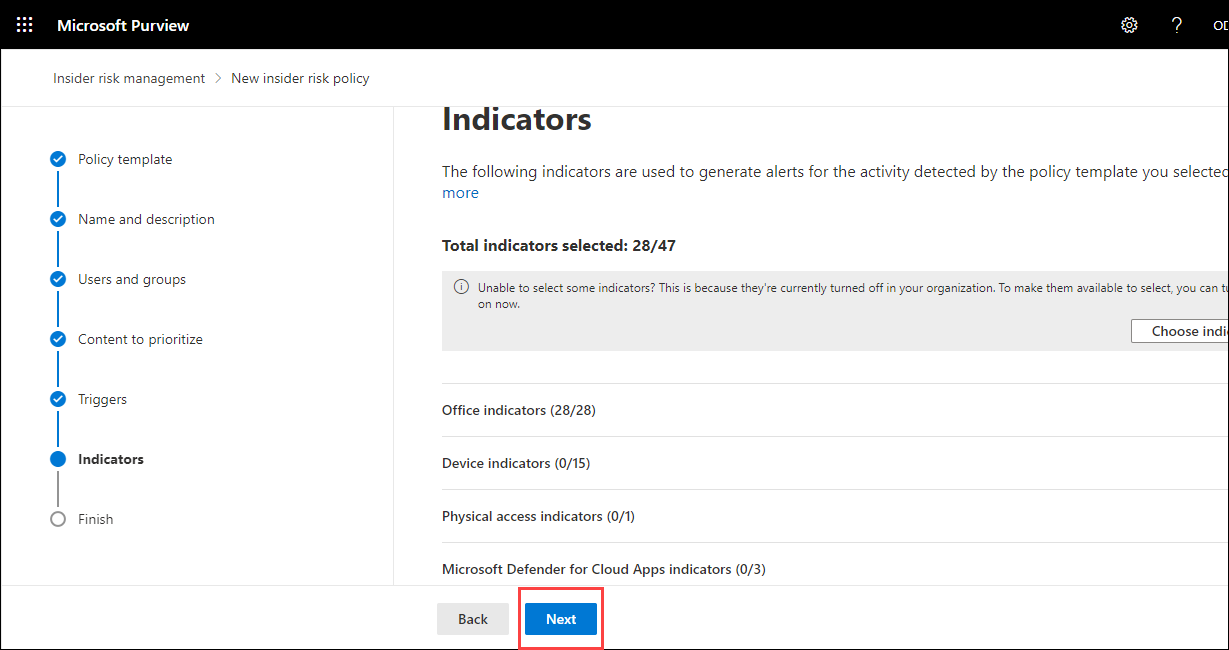 Microsoft Purview
?
Insider risk management > New insider risk policy
Policy template
Name and description
Users and groups
Content to prioritize
Triggers
Indicators
Finish
Indicators
The following indicators are used to generate alerts for the activity detected by the policy template you selected
more
Total indicators selected: 28/47
Unable to select some indicators? This is because they're currently turned off in your organization. To make them available to select, you can
on now.
Choose
Office indicators (28/28)
Device indicators (0/15)
Physical access indicators (0/1)
Microsoft Defender for Cloud Apps indicators (0/3)
Back
Next